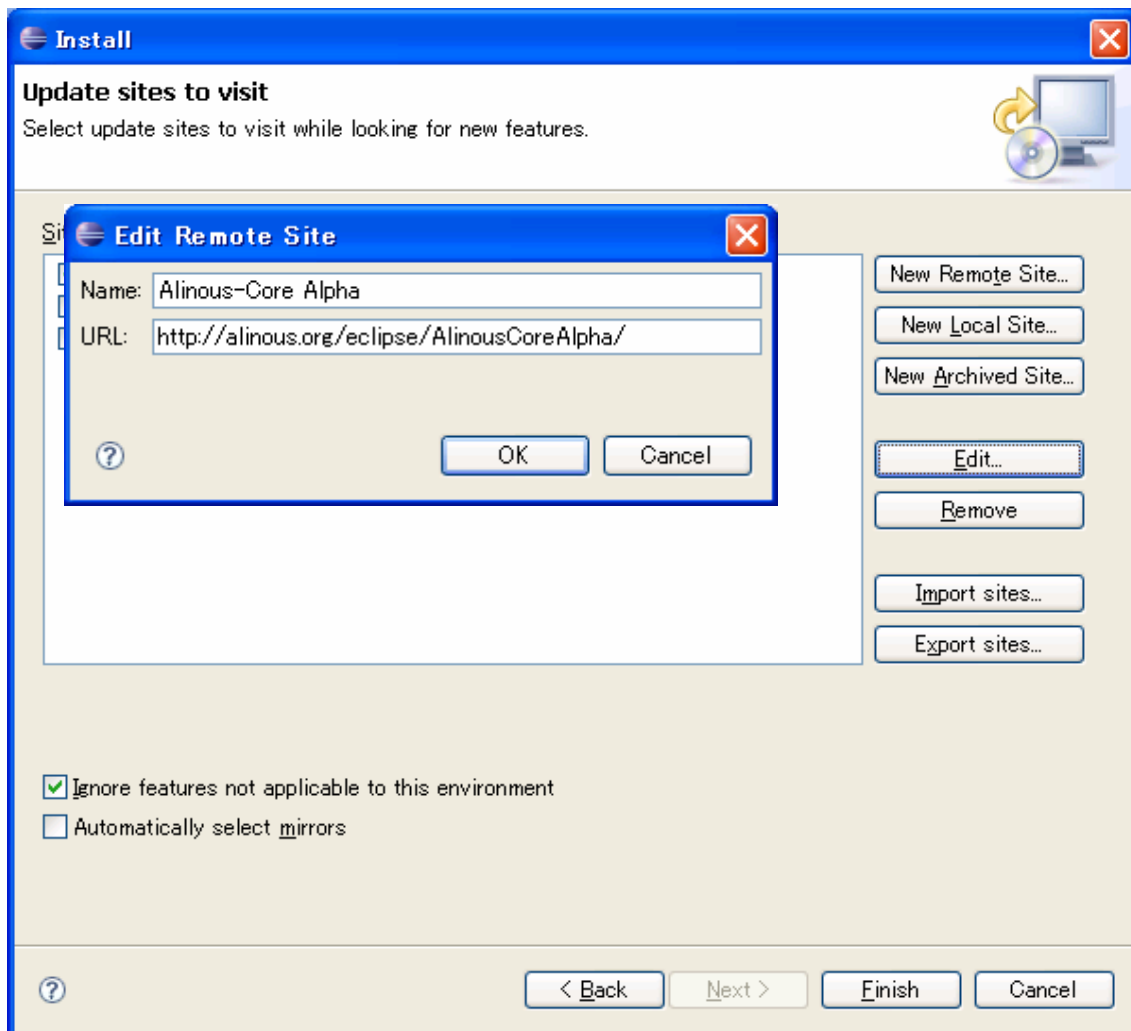 Install
Update sites to visit
Select update sites to visit while looking for new features.
Si
Edit Remote Site
Name: Alinous-Core Alpha
URL: http://alinous.org/eclipse/AlinousCoreAlpha/
OK Cancel
New Remote Site...
New Local Site...
New Archived Site...
Edit...
Remove
Import sites...
Export sites...
Ignore features not applicable to this environment
Automatically select mirrors
< Back Next > Finish Cancel